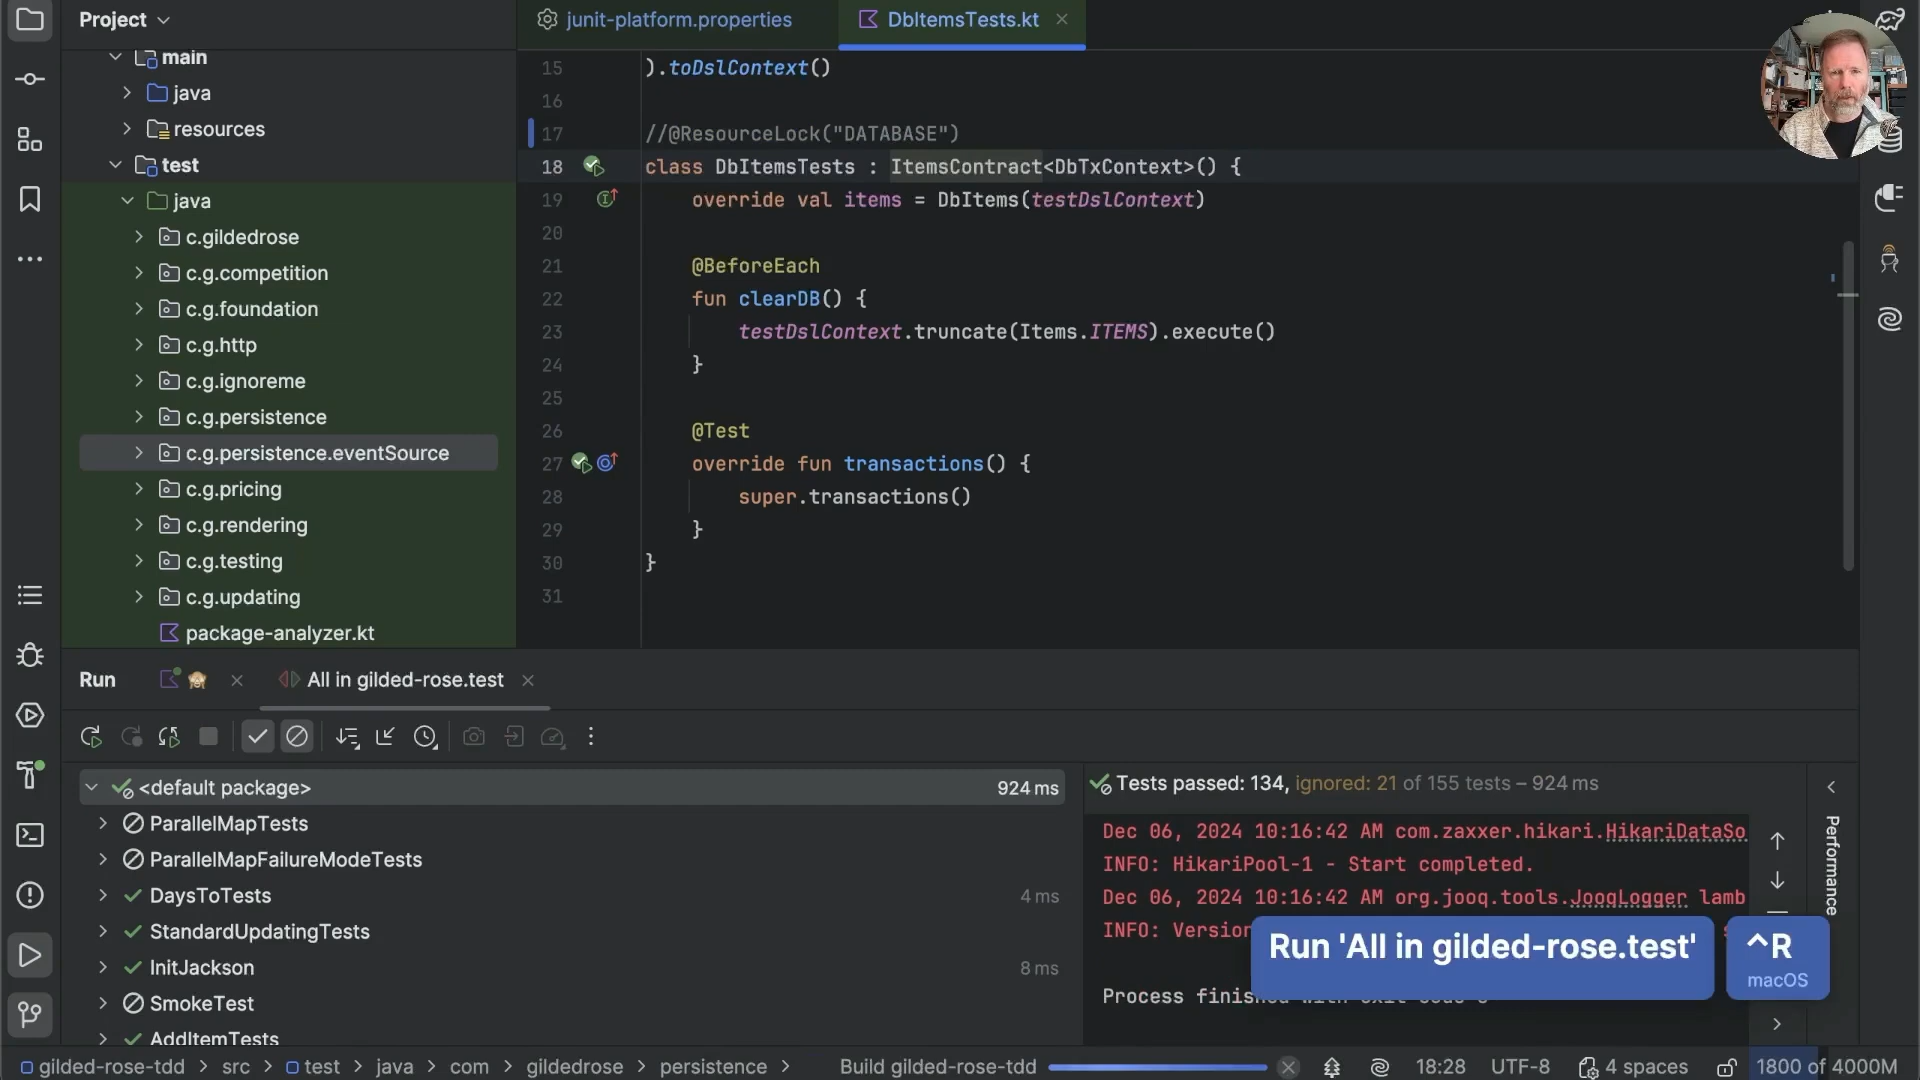 Project
junit-platform.properties
DbItemsTests.kt
main
java
resources
test
java
c.gildedrose
c.g.competition
c.g.foundation
c.g.http
c.g.ignoreme
c.g.persistence
c.g.persistence.eventSource
c.g.pricing
c.g.rendering
c.g.testing
c.g.updating
package-analyzer.kt
15 ).toDslContext()
16
17 //@ResourceLock("DATABASE")
18 class DbItemsTests : ItemsContract<DbTxContext>() {
19 override val items = DbItems(testDslContext)
20
21 @BeforeEach
22 fun clearDB() {
23 testDslContext.truncate(Items.ITEMS).execute()
24 }
25
26 @Test
27 override fun transactions() {
28 super.transactions()
29 }
30 }
31
Run
All in gilded-rose.test
<default package> 924 ms
ParallelMapTests
ParallelMapFailureModeTests
DaysToTests 4 ms
StandardUpdatingTests
InitJackson 8 ms
SmokeTest
AddItemTests
Tests passed: 134, ignored: 21 of 155 tests – 924 ms
Dec 06, 2024 10:16:42 AM com.zaxxer.hikari.HikariDataSo
INFO: HikariPool-1 - Start completed.
Dec 06, 2024 10:16:42 AM org.jooq.tools.JooqLogger lamb
INFO: Version
Process finished with exit code 0
Performance
Run 'All in gilded-rose.test'
^R
macOS
gilded-rose-tdd > src > test > java > com > gildedrose > persistence >
Build gilded-rose-tdd
18:28 UTF-8 4 spaces 1800 of 4000M